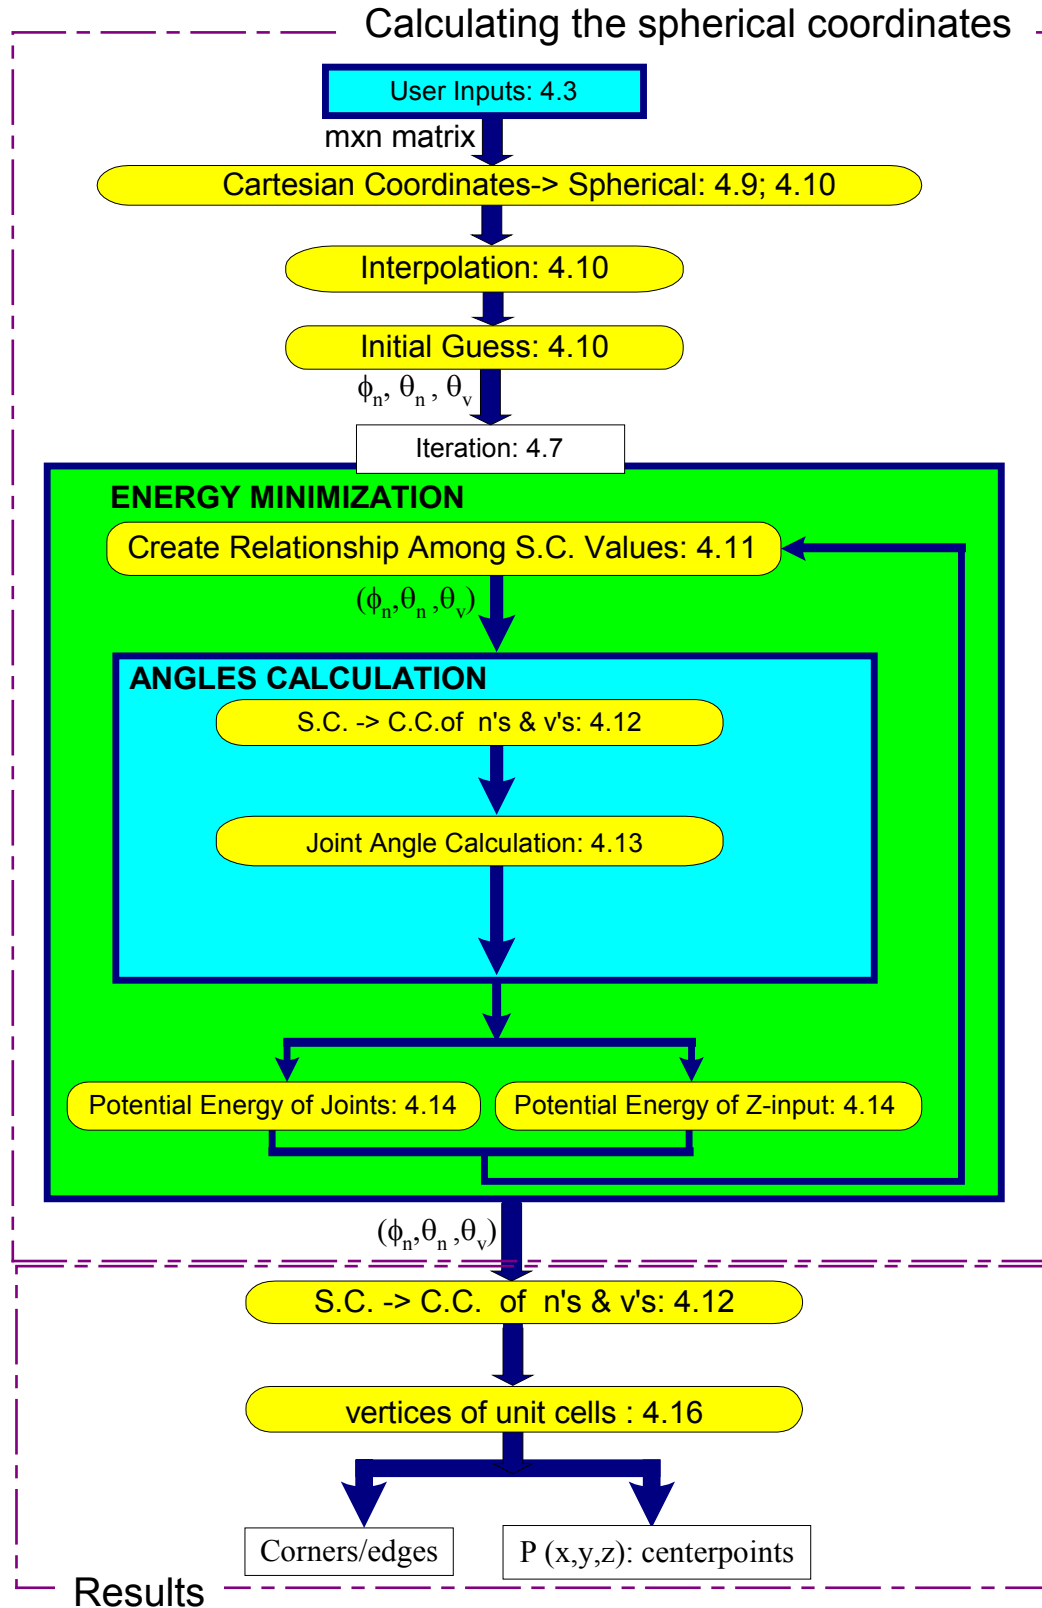 Calculating the spherical coordinates
User Inputs: 4.3
mxn matrix
Cartesian Coordinates-> Spherical: 4.9; 4.10
Interpolation: 4.10
Initial Guess: 4.10
ϕn, θn , θv
Iteration: 4.7
ENERGY MINIMIZATION
Create Relationship Among S.C. Values: 4.11
(ϕn,θn ,θv)
ANGLES CALCULATION
S.C. -> C.C.of n's & v's: 4.12
Joint Angle Calculation: 4.13
Potential Energy of Joints: 4.14
Potential Energy of Z-input: 4.14
(ϕn,θn ,θv)
S.C. -> C.C. of n's & v's: 4.12
vertices of unit cells : 4.16
Corners/edges
P (x,y,z): centerpoints
Results